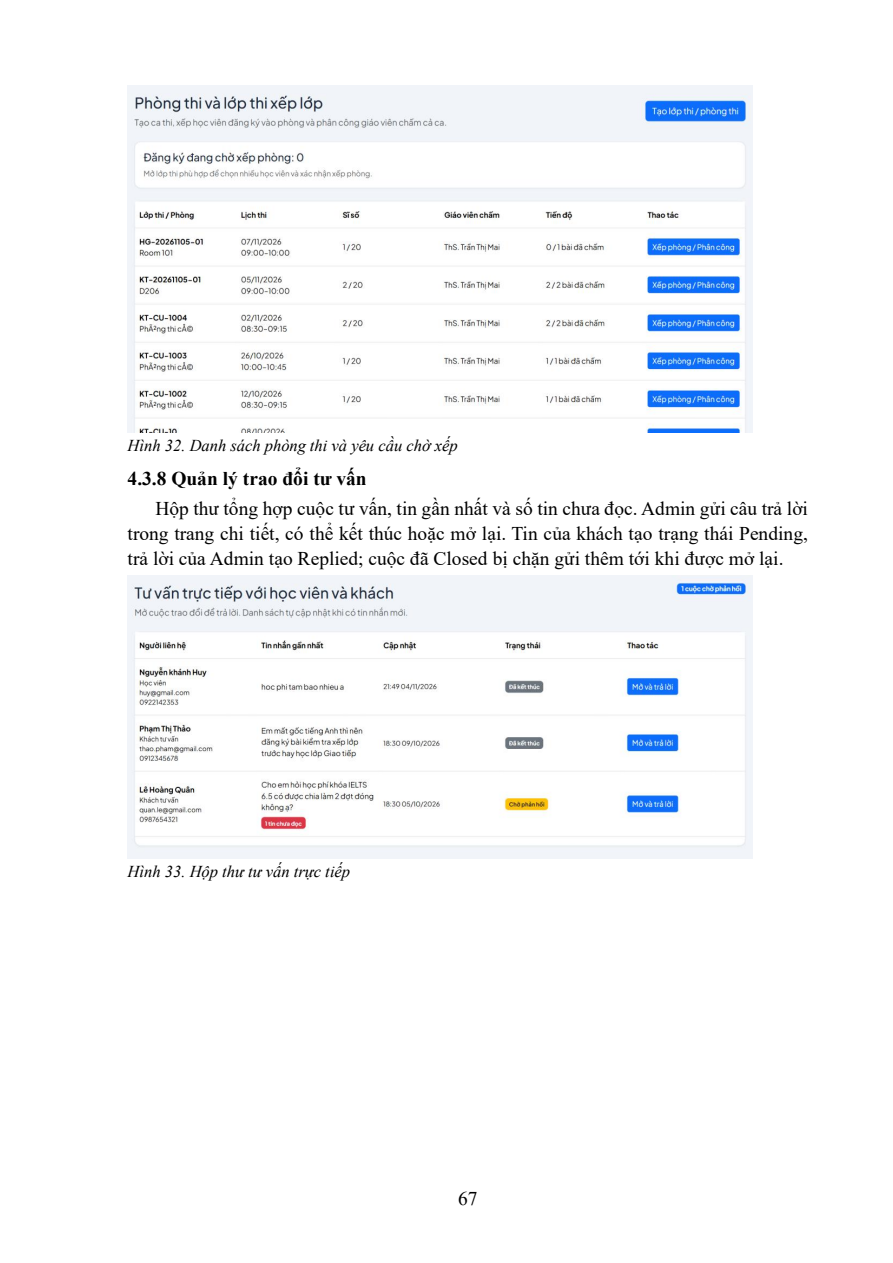 Phòng thi và lớp thi xếp lớp
Tạo lớp thi / phòng thi
Tạo ca thi, xếp học viên đăng ký vào phòng và phân công giáo viên chấm cả ca.
Đăng ký đang chờ xếp phòng: 0
Mở lớp thi phù hợp để chọn nhiều học viên và xác nhận xếp phòng.
Lớp thi / Phòng Lịch thi Sĩ số Giáo viên chấm Tiến độ Thao tác
HG-20261105-01 07/11/2026 1 / 20 ThS. Trần Thị Mai 0 / 1 bài đã chấm Xếp phòng / Phân công
Room 101 09:00-10:00
KT-20261105-01 05/11/2026 2 / 20 ThS. Trần Thị Mai 2 / 2 bài đã chấm Xếp phòng / Phân công
D206 09:00-10:00
KT-CU-1004 02/11/2026 2 / 20 ThS. Trần Thị Mai 2 / 2 bài đã chấm Xếp phòng / Phân công
PhÃ²ng thi cÅ© 08:30-09:15
KT-CU-1003 26/10/2026 1 / 20 ThS. Trần Thị Mai 1 / 1 bài đã chấm Xếp phòng / Phân công
PhÃ²ng thi cÅ© 10:00-10:45
KT-CU-1002 12/10/2026 1 / 20 ThS. Trần Thị Mai 1 / 1 bài đã chấm Xếp phòng / Phân công
PhÃ²ng thi cÅ© 08:30-09:15
KT-CU-10 08/10/2026
Hình 32. Danh sách phòng thi và yêu cầu chờ xếp
4.3.8 Quản lý trao đổi tư vấn
Hộp thư tổng hợp cuộc tư vấn, tin gần nhất và số tin chưa đọc. Admin gửi câu trả lời
trong trang chi tiết, có thể kết thúc hoặc mở lại. Tin của khách tạo trạng thái Pending,
trả lời của Admin tạo Replied; cuộc đã Closed bị chặn gửi thêm tới khi được mở lại.
Tư vấn trực tiếp với học viên và khách
1 cuộc chờ phản hồi
Mở cuộc trao đổi để trả lời. Danh sách tự cập nhật khi có tin nhắn mới.
Người liên hệ Tin nhắn gần nhất Cập nhật Trạng thái Thao tác
Nguyễn khánh Huy
Học viên
huy@gmail.com
0922142353
hoc phi tam bao nhieu a
21:49 04/11/2026
Đã kết thúc
Mở và trả lời
Phạm Thị Thảo
Khách tư vấn
thao.pham@gmail.com
0912345678
Em mất gốc tiếng Anh thì nên
đăng ký bài kiểm tra xếp lớp
trước hay học lớp Giao tiếp
18:30 09/10/2026
Đã kết thúc
Mở và trả lời
Lê Hoàng Quân
Khách tư vấn
quan.le@gmail.com
0987654321
Cho em hỏi học phí khóa IELTS
6.5 có được chia làm 2 đợt đóng
không ạ?
1 tin chưa đọc
18:30 05/10/2026
Chờ phản hồi
Mở và trả lời
Hình 33. Hộp thư tư vấn trực tiếp
67